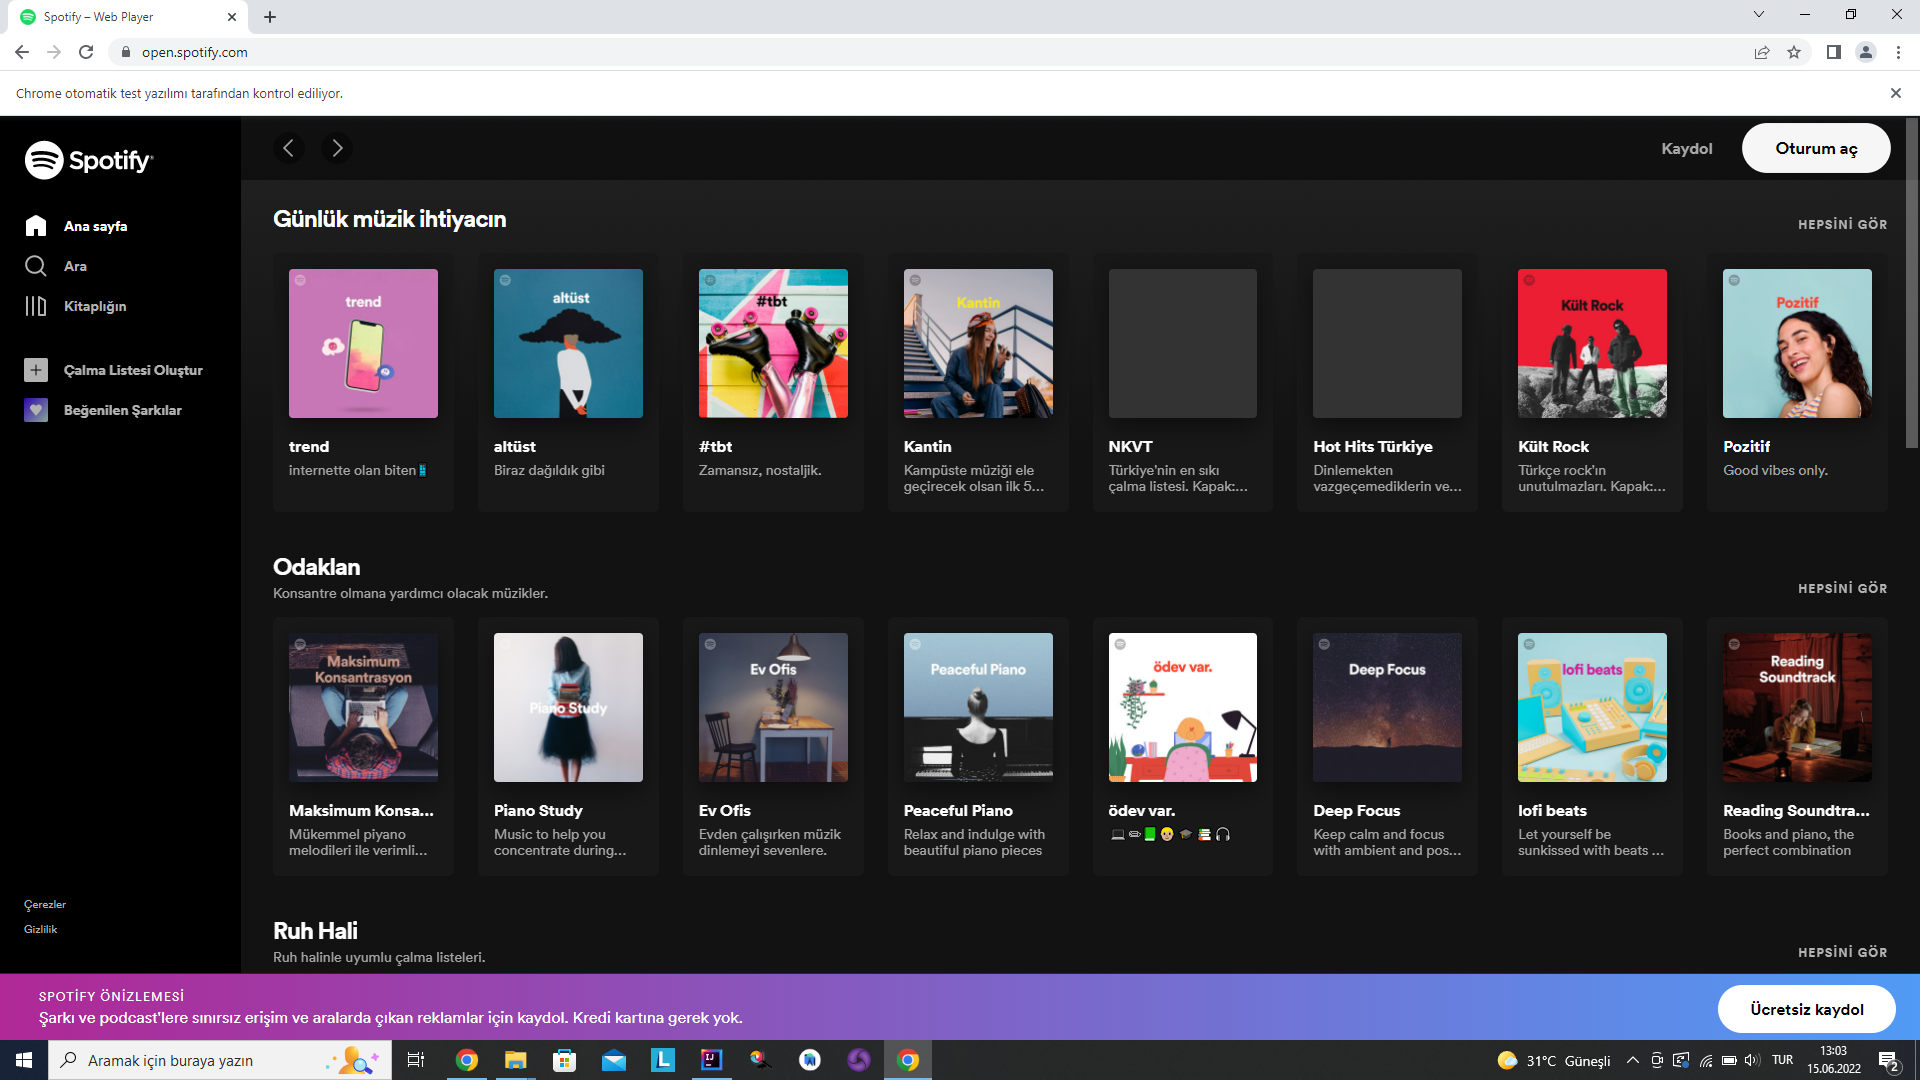 Spotify – Web Player
open.spotify.com
Chrome otomatik test yazılımı tarafından kontrol ediliyor.
Spotify
Ana sayfa
Ara
Kitaplığın
Çalma Listesi Oluştur
Beğenilen Şarkılar
Çerezler
Gizlilik
Kaydol
Oturum aç
Günlük müzik ihtiyacın
HEPSİNİ GÖR
trend
altüst
#tbt
Kantin
Kült Rock
Pozitif
trend
internette olan biten
altüst
Biraz dağıldık gibi
#tbt
Zamansız, nostaljik.
Kantin
Kampüste müziği ele
geçirecek olsan ilk 5...
NKVT
Türkiye'nin en sıkı
çalma listesi. Kapak:...
Hot Hits Türkiye
Dinlemekten
vazgeçemediklerin ve...
Kült Rock
Türkçe rock'ın
unutulmazları. Kapak:...
Pozitif
Good vibes only.
Odaklan
Konsantre olmana yardımcı olacak müzikler.
HEPSİNİ GÖR
Maksimum
Konsantrasyon
Piano Study
Ev Ofis
Peaceful Piano
ödev var.
Deep Focus
lofi beats
Reading
Soundtrack
Maksimum Konsa...
Mükemmel piyano
melodileri ile verimli...
Piano Study
Music to help you
concentrate during...
Ev Ofis
Evden çalışırken müzik
dinlemeyi sevenlere.
Peaceful Piano
Relax and indulge with
beautiful piano pieces
ödev var.
💻✏📗👩🎓📚🎧
Deep Focus
Keep calm and focus
with ambient and pos...
lofi beats
Let yourself be
sunkissed with beats ...
Reading Soundtra...
Books and piano, the
perfect combination
Ruh Hali
Ruh halinle uyumlu çalma listeleri.
HEPSİNİ GÖR
SPOTİFY ÖNİZLEMESİ
Şarkı ve podcast'lere sınırsız erişim ve aralarda çıkan reklamlar için kaydol. Kredi kartına gerek yok.
Ücretsiz kaydol
Aramak için buraya yazın
31°C Güneşli
TUR
13:03
15.06.2022
2